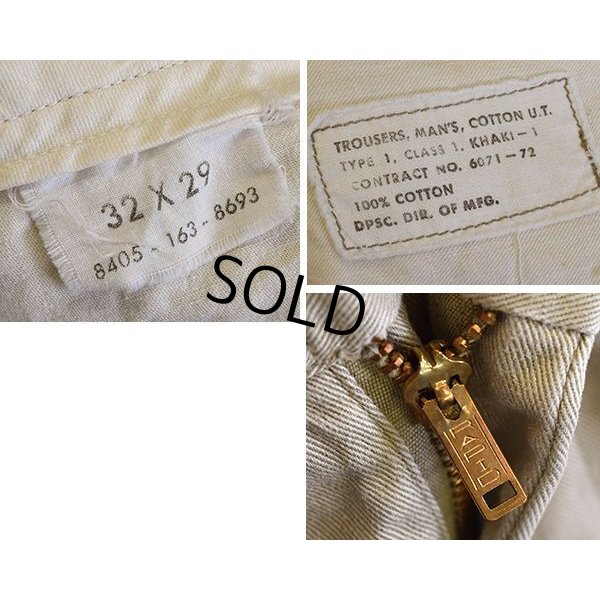 32 X 29
8405 - 163 - 8693
TROUSERS, MAN'S, COTTON U.T.
TYPE 1, CLASS 1, KHAKI-1
CONTRACT NO. 6071-72
100% COTTON
DPSC. DIR. OF MFG.
SOLD